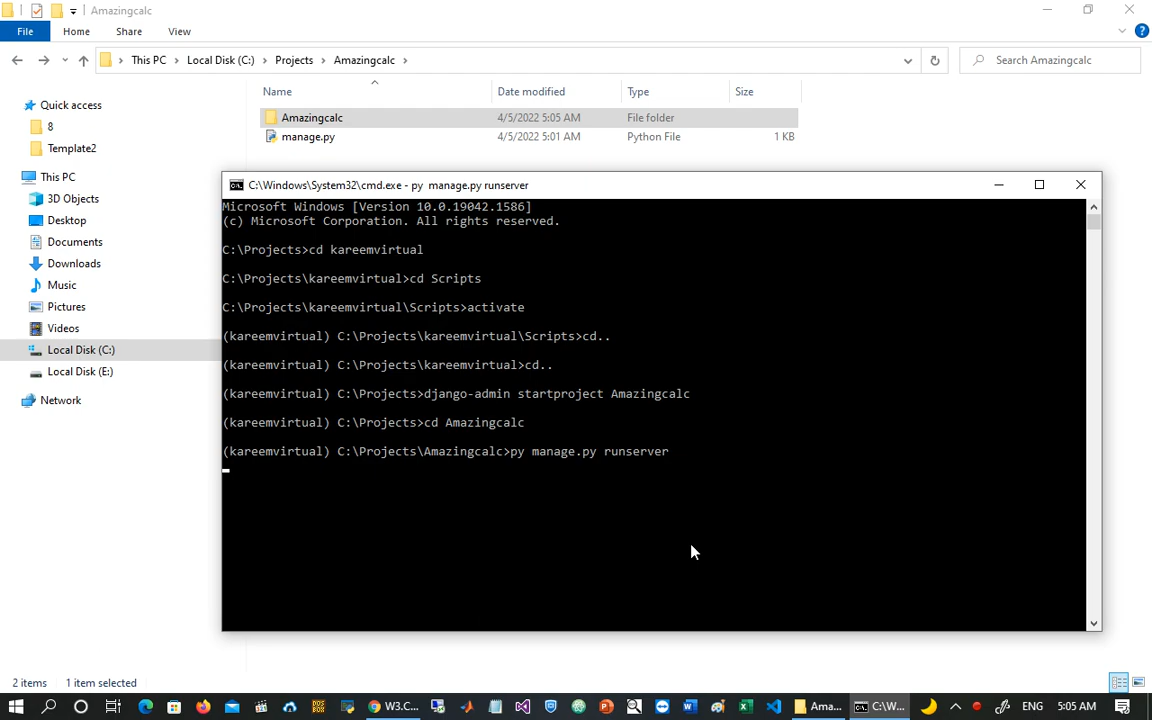 Amazingcalc
File Home Share View
This PC Local Disk (C:) Projects Amazingcalc
Search Amazingcalc
Name Date modified Type Size
Amazingcalc 4/5/2022 5:05 AM File folder
manage.py 4/5/2022 5:01 AM Python File 1 KB
Quick access
8
Template2
This PC
3D Objects
Desktop
Documents
Downloads
Music
Pictures
Videos
Local Disk (C:)
Local Disk (E:)
Network
C:\Windows\System32\cmd.exe - py manage.py runserver
Microsoft Windows [Version 10.0.19042.1586]
(c) Microsoft Corporation. All rights reserved.
C:\Projects>cd kareemvirtual
C:\Projects\kareemvirtual>cd Scripts
C:\Projects\kareemvirtual\Scripts>activate
(kareemvirtual) C:\Projects\kareemvirtual\Scripts>cd..
(kareemvirtual) C:\Projects\kareemvirtual>cd..
(kareemvirtual) C:\Projects>django-admin startproject Amazingcalc
(kareemvirtual) C:\Projects>cd Amazingcalc
(kareemvirtual) C:\Projects\Amazingcalc>py manage.py runserver
2 items 1 item selected
W3.C... Ama... C:\W... ENG 5:05 AM